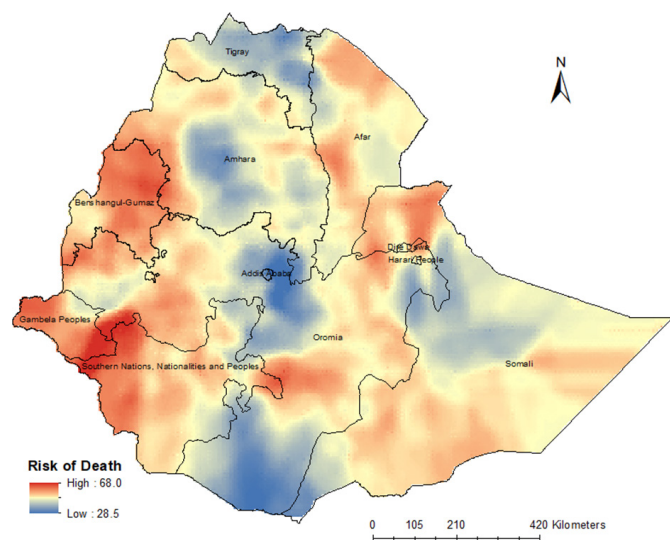 Tigray
N
Afar
Amhara
Benshangul-Gumaz
Dire Dawa
Harari People
Addis Ababa
Gambela Peoples
Oromia
Somali
Southern Nations, Nationalities and Peoples
Risk of Death
High : 68.0
Low : 28.5
0 105 210 420 Kilometers